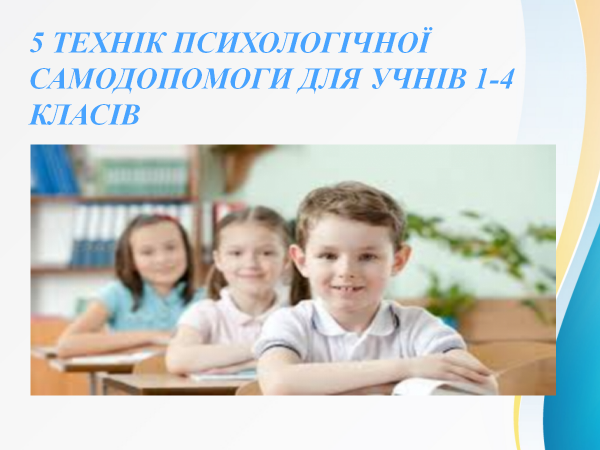 5 ТЕХНІК ПСИХОЛОГІЧНОЇ
САМОДОПОМОГИ ДЛЯ УЧНІВ 1-4
КЛАСІВ